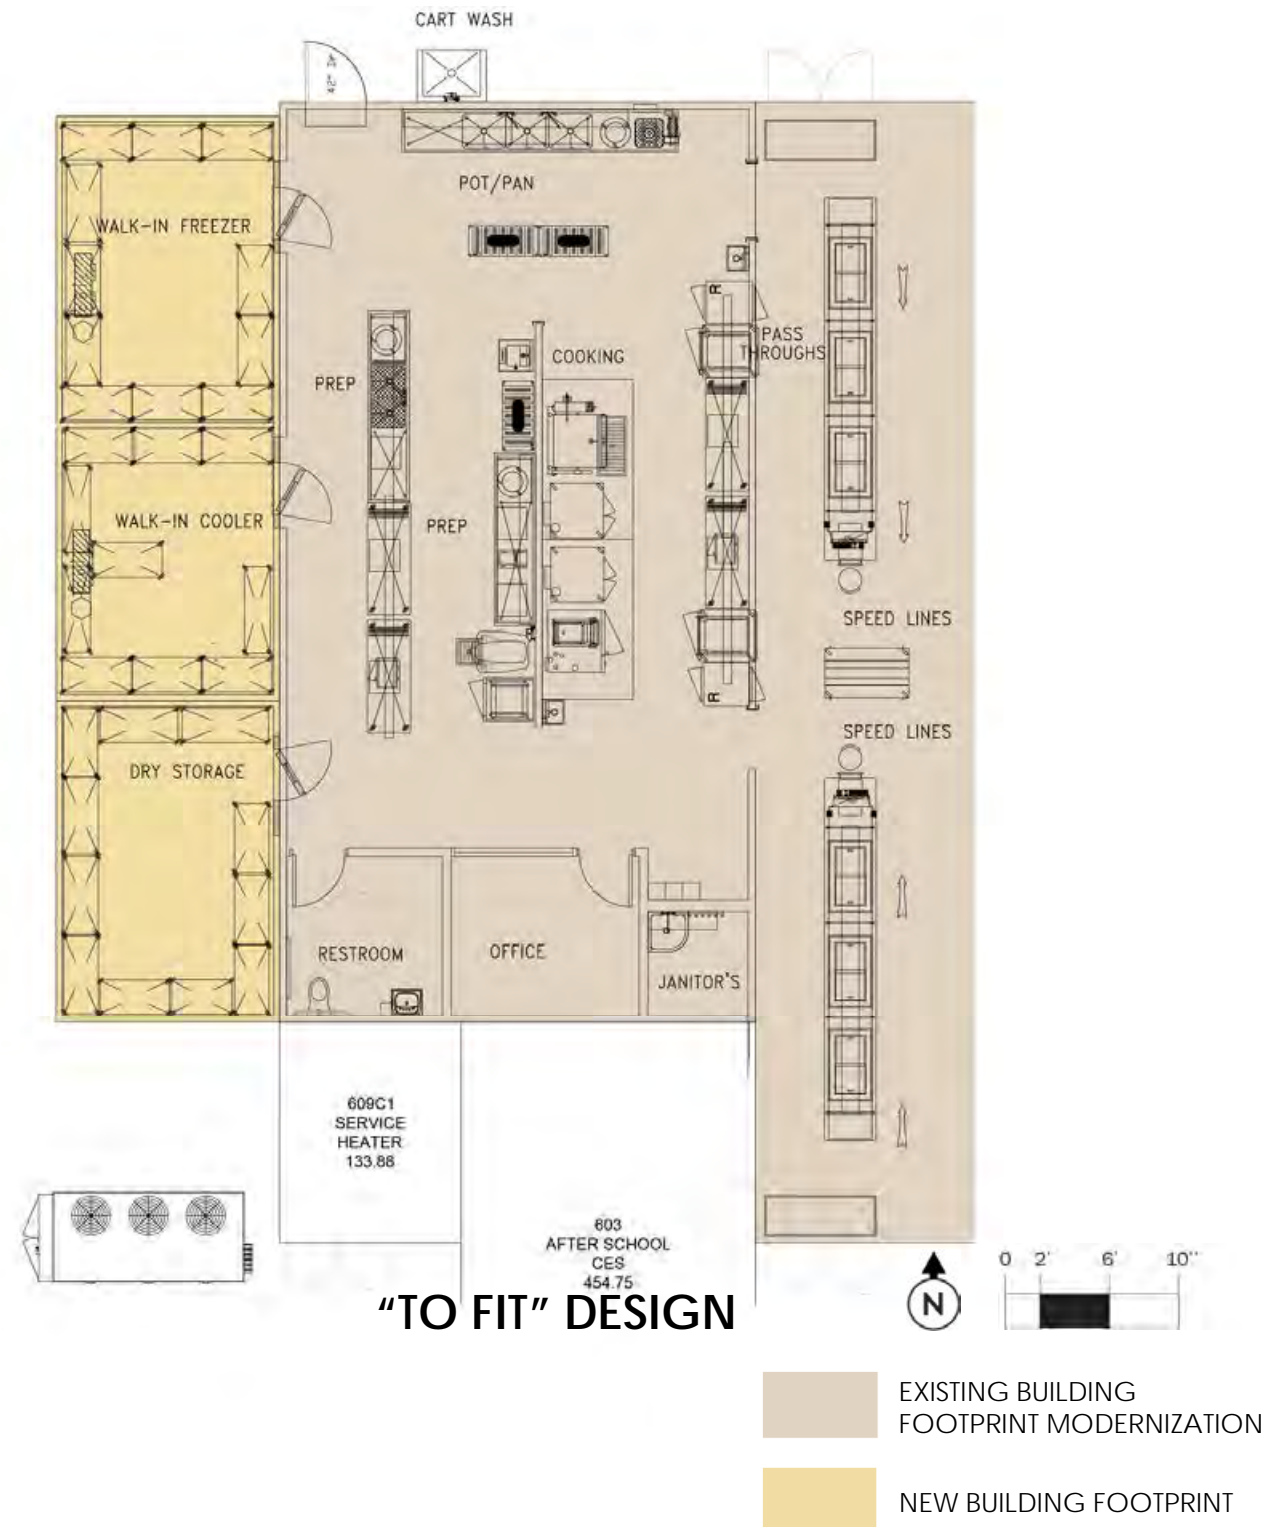 CART WASH
42" DR
POT/PAN
WALK-IN FREEZER
R
PASS
THROUGHS
COOKING
PREP
WALK-IN COOLER
PREP
SPEED LINES
R
SPEED LINES
DRY STORAGE
RESTROOM
OFFICE
JANITOR'S
609C1
SERVICE
HEATER
133.88
603
AFTER SCHOOL
CES
454.75
“TO FIT” DESIGN
N
0 2' 6' 10''
EXISTING BUILDING
FOOTPRINT MODERNIZATION
NEW BUILDING FOOTPRINT